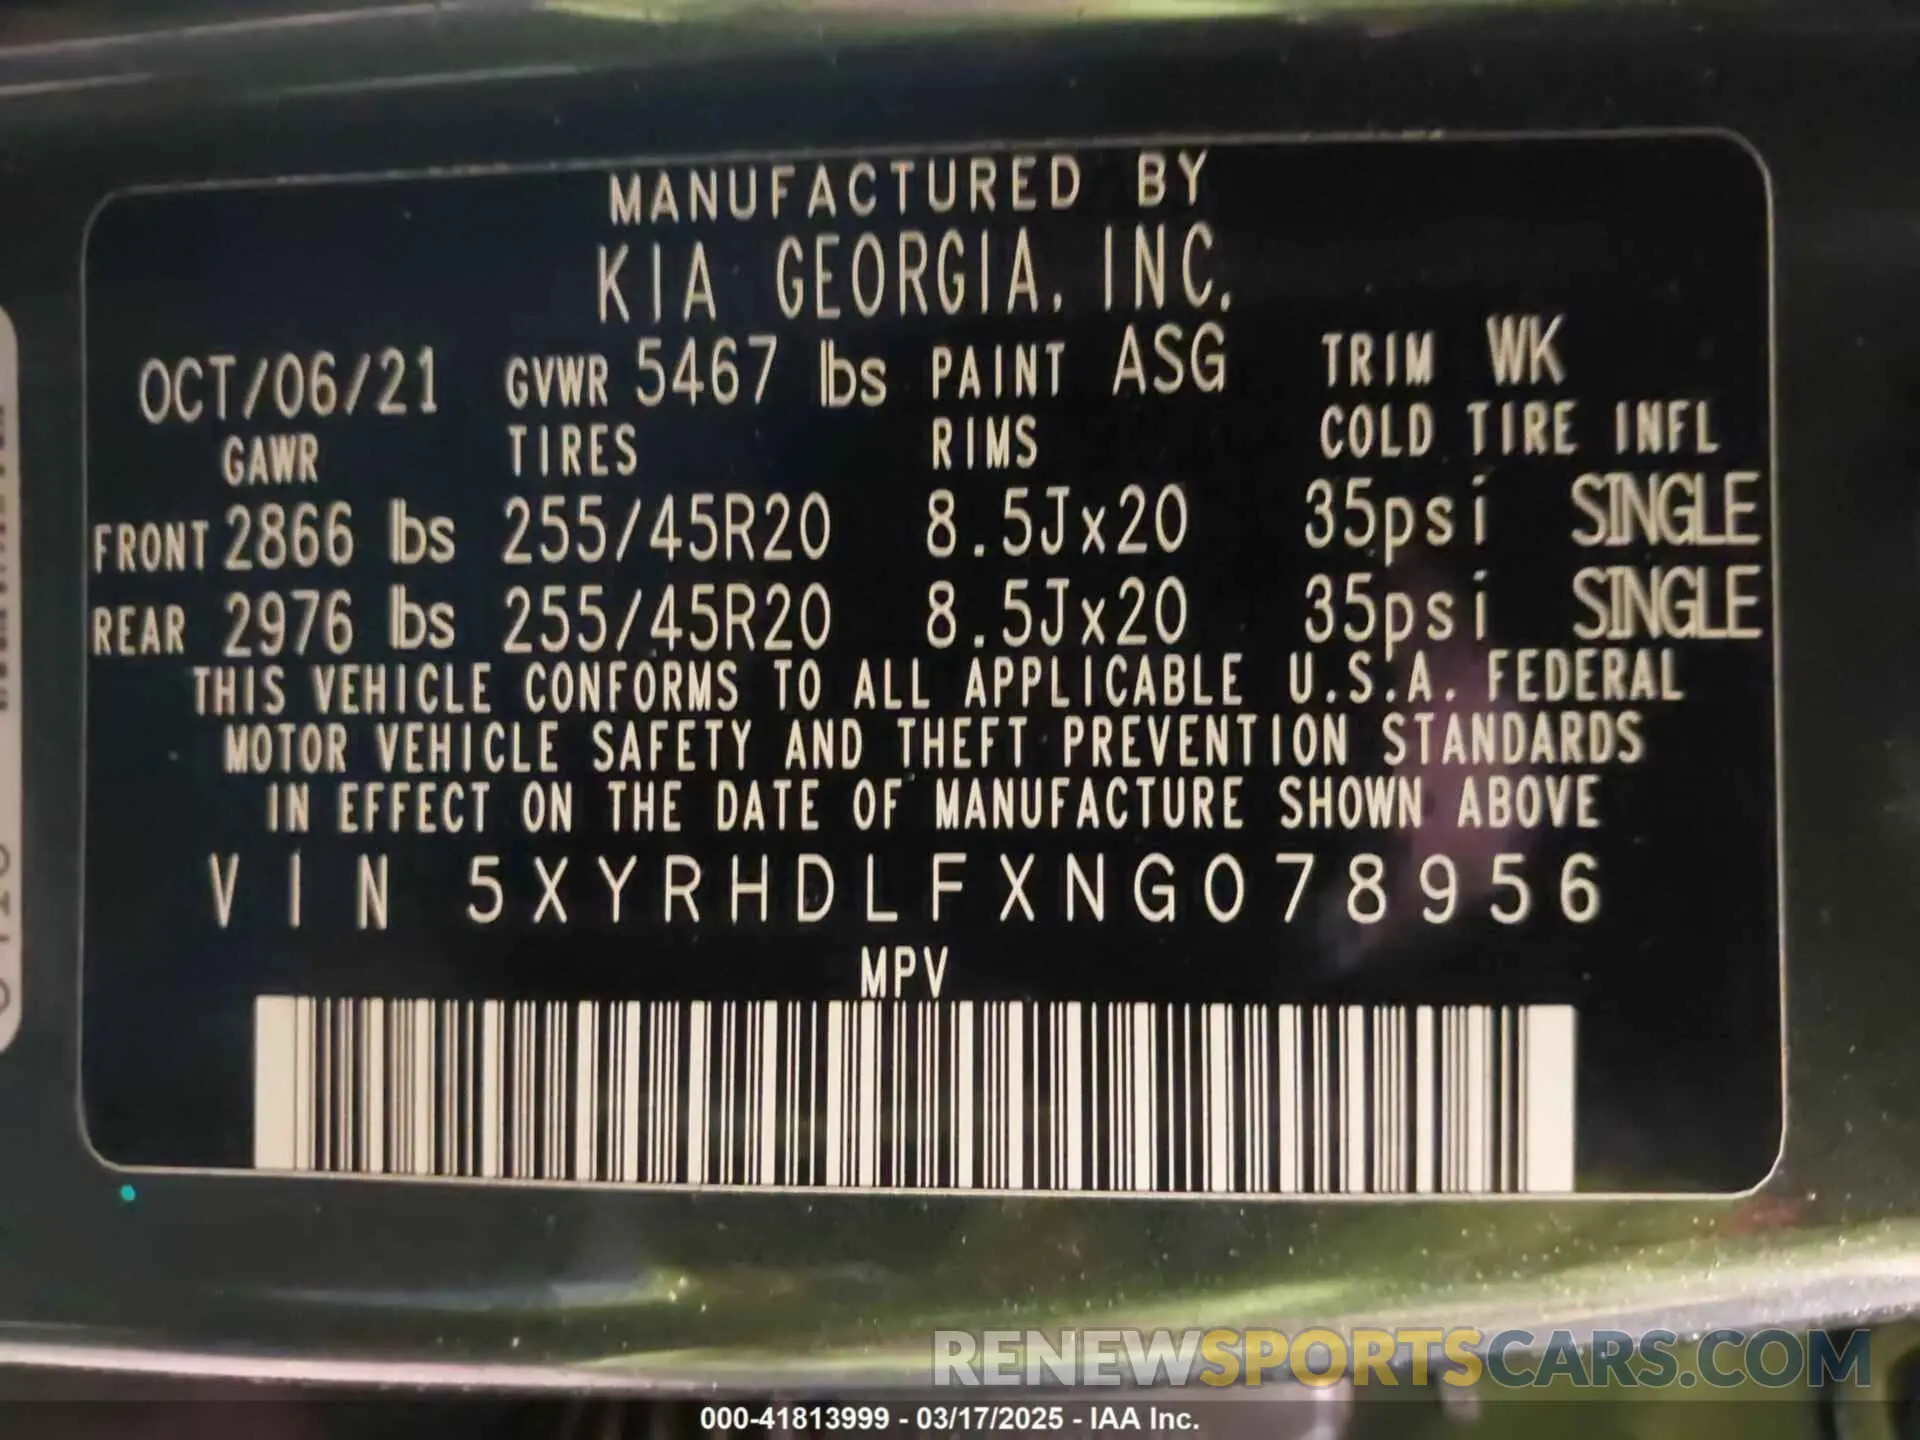 MANUFACTURED BY
KIA GEORGIA, INC.
OCT/06/21 GVWR 5467 lbs PAINT ASG TRIM WK
GAWR TIRES RIMS COLD TIRE INFL
FRONT 2866 lbs 255/45R20 8.5Jx20 35psi SINGLE
REAR 2976 lbs 255/45R20 8.5Jx20 35psi SINGLE
THIS VEHICLE CONFORMS TO ALL APPLICABLE U.S.A. FEDERAL
MOTOR VEHICLE SAFETY AND THEFT PREVENTION STANDARDS
IN EFFECT ON THE DATE OF MANUFACTURE SHOWN ABOVE
VIN 5XYRHDLFXNG078956
MPV
RENEWSPORTSCARS.COM
000-41813999 - 03/17/2025 - IAA Inc.